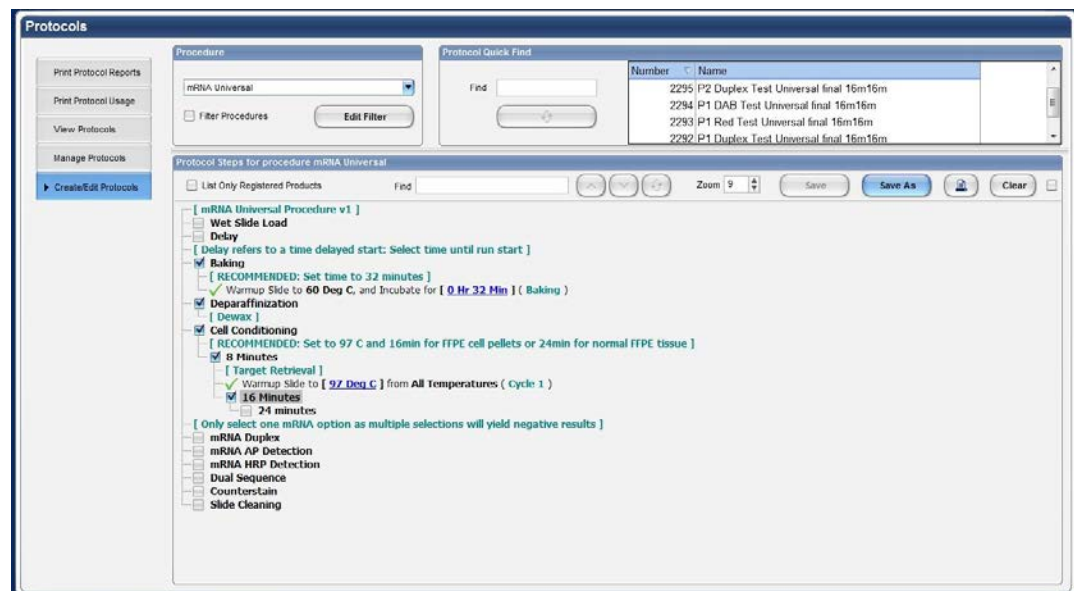 Protocols
Print Protocol Reports
Print Protocol Usage
View Protocols
Manage Protocols
Create/Edit Protocols
Procedure
mRNA Universal
Filter Procedures
Edit Filter
Protocol Quick Find
Find
Number Name
2295 P2 Duplex Test Universal final 16m16m
2294 P1 DAB Test Universal final 16m16m
2293 P1 Red Test Universal final 16m16m
2292 P1 Duplex Test Universal final 16m16m
Protocol Steps for procedure mRNA Universal
List Only Registered Products Find Zoom 9 Save Save As Clear
[ mRNA Universal Procedure v1 ]
Wet Slide Load
Delay
[ Delay refers to a time delayed start: Select time until run start ]
Baking
[ RECOMMENDED: Set time to 32 minutes ]
Warmup Slide to 60 Deg C, and Incubate for [ 0 Hr 32 Min ] ( Baking )
Deparaffinization
[ Dewax ]
Cell Conditioning
[ RECOMMENDED: Set to 97 C and 16min for FFPE cell pellets or 24min for normal FFPE tissue ]
8 Minutes
[ Target Retrieval ]
Warmup Slide to [ 97 Deg C ] from All Temperatures ( Cycle 1 )
16 Minutes
24 minutes
[ Only select one mRNA option as multiple selections will yield negative results ]
mRNA Duplex
mRNA AP Detection
mRNA HRP Detection
Dual Sequence
Counterstain
Slide Cleaning